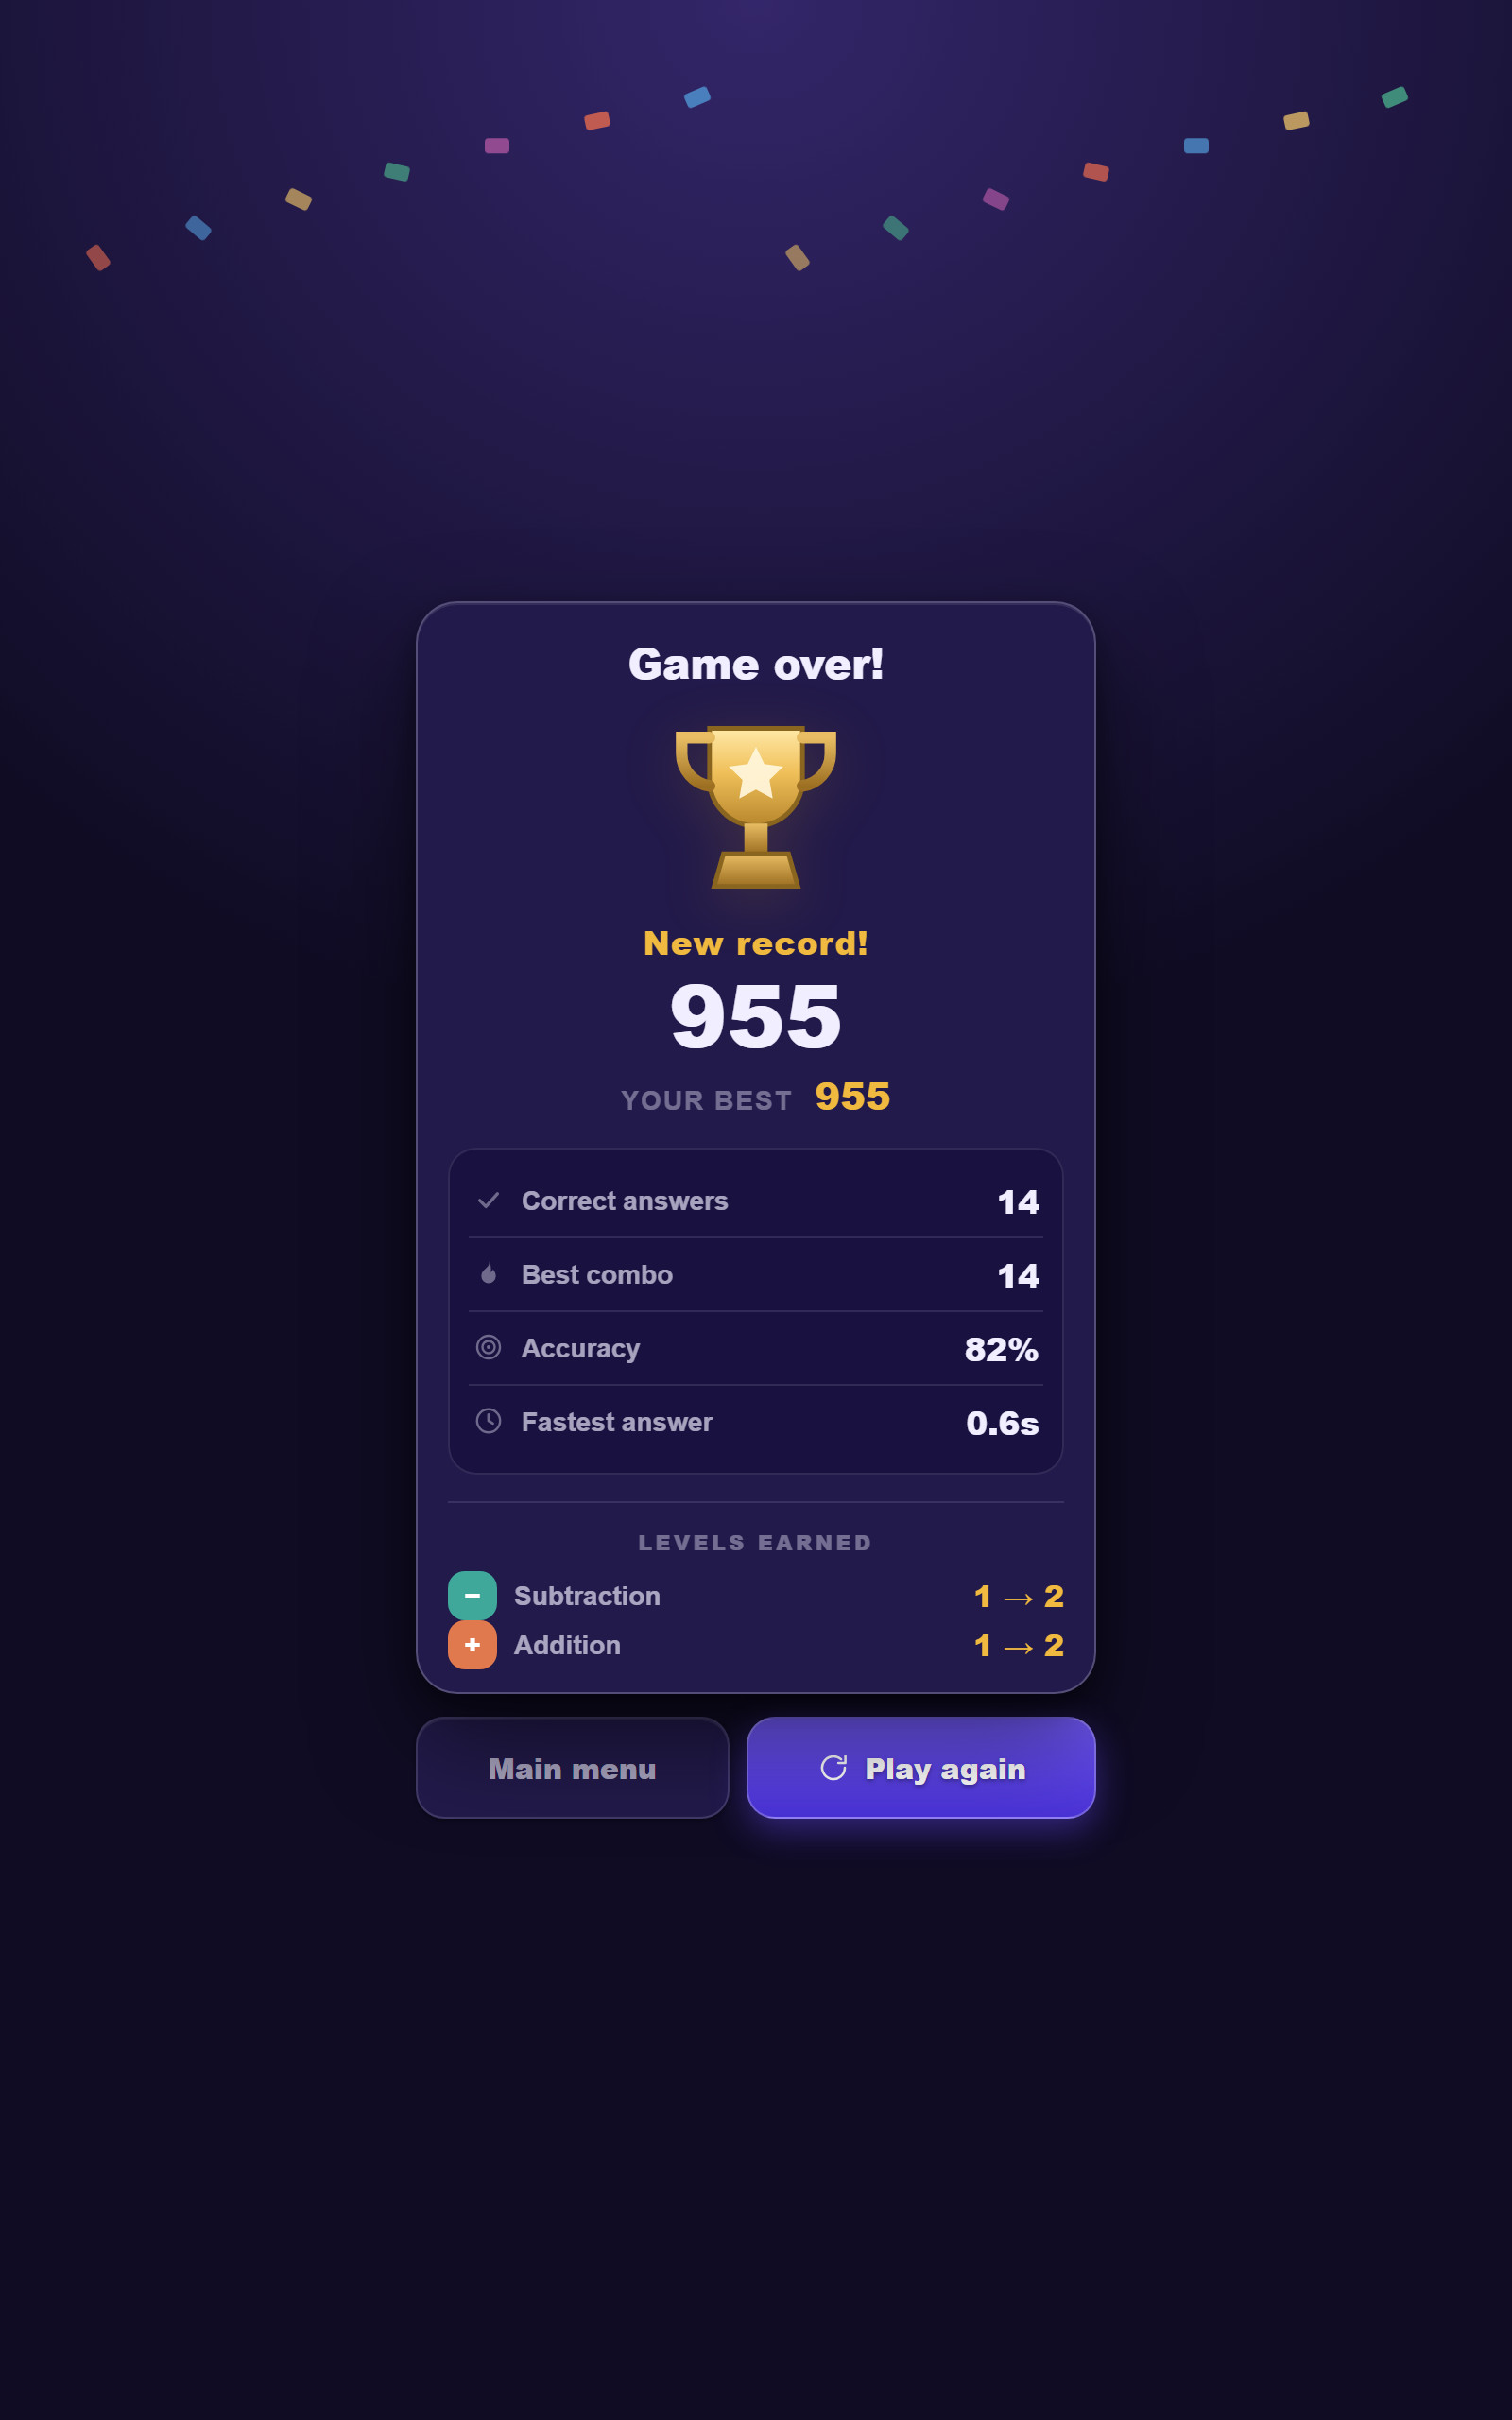 Game over!
New record!
955
YOUR BEST 955
Correct answers 14
Best combo 14
Accuracy 82%
Fastest answer 0.6s
LEVELS EARNED
− Subtraction 1 → 2
+ Addition 1 → 2
Main menu
Play again